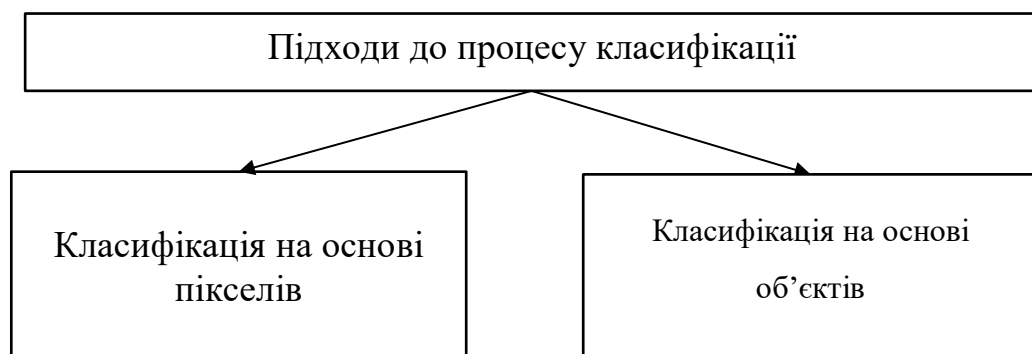 Підходи до процесу класифікації
Класифікація на основі
пікселів
Класифікація на основі
об’єктів